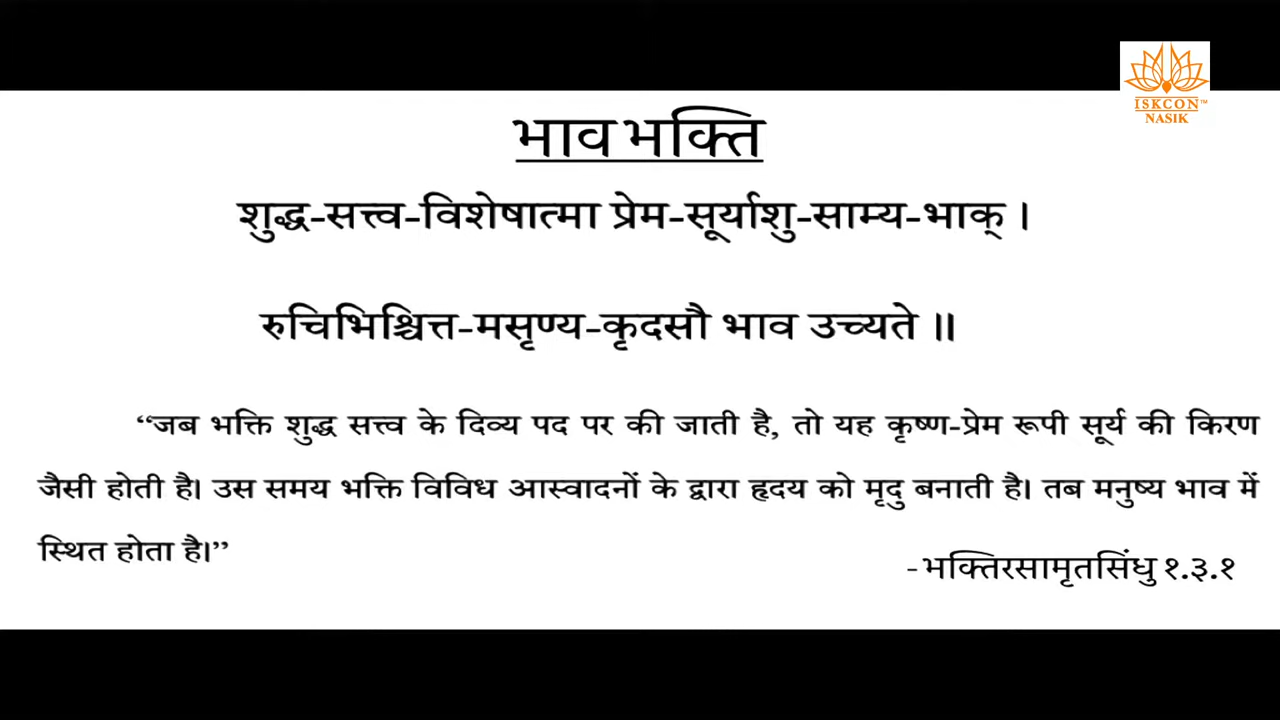 ISKCON™
NASIK
भाव भक्ति
शुद्ध-सत्त्व-विशेषात्मा प्रेम-सूर्याशु-साम्य-भाक् ।
रुचिभिश्चित्त-मसृण्य-कृदसौ भाव उच्यते ॥
“जब भक्ति शुद्ध सत्त्व के दिव्य पद पर की जाती है, तो यह कृष्ण-प्रेम रूपी सूर्य की किरण
जैसी होती है। उस समय भक्ति विविध आस्वादनों के द्वारा हृदय को मृदु बनाती है। तब मनुष्य भाव में
स्थित होता है।”
- भक्तिरसामृतसिंधु १.३.१